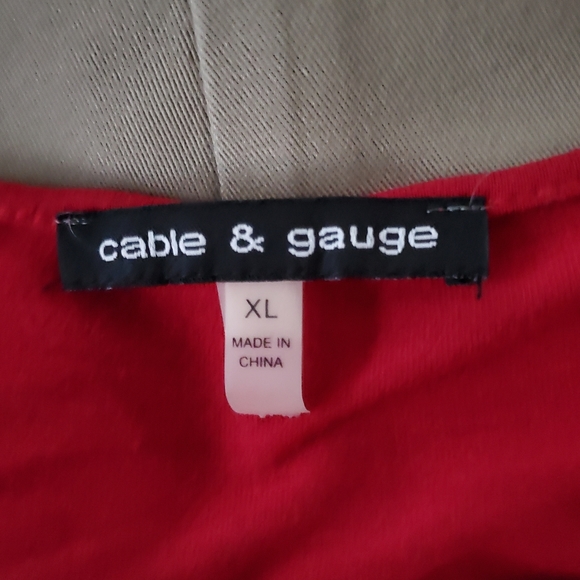 cable & gauge
XL
MADE IN
CHINA